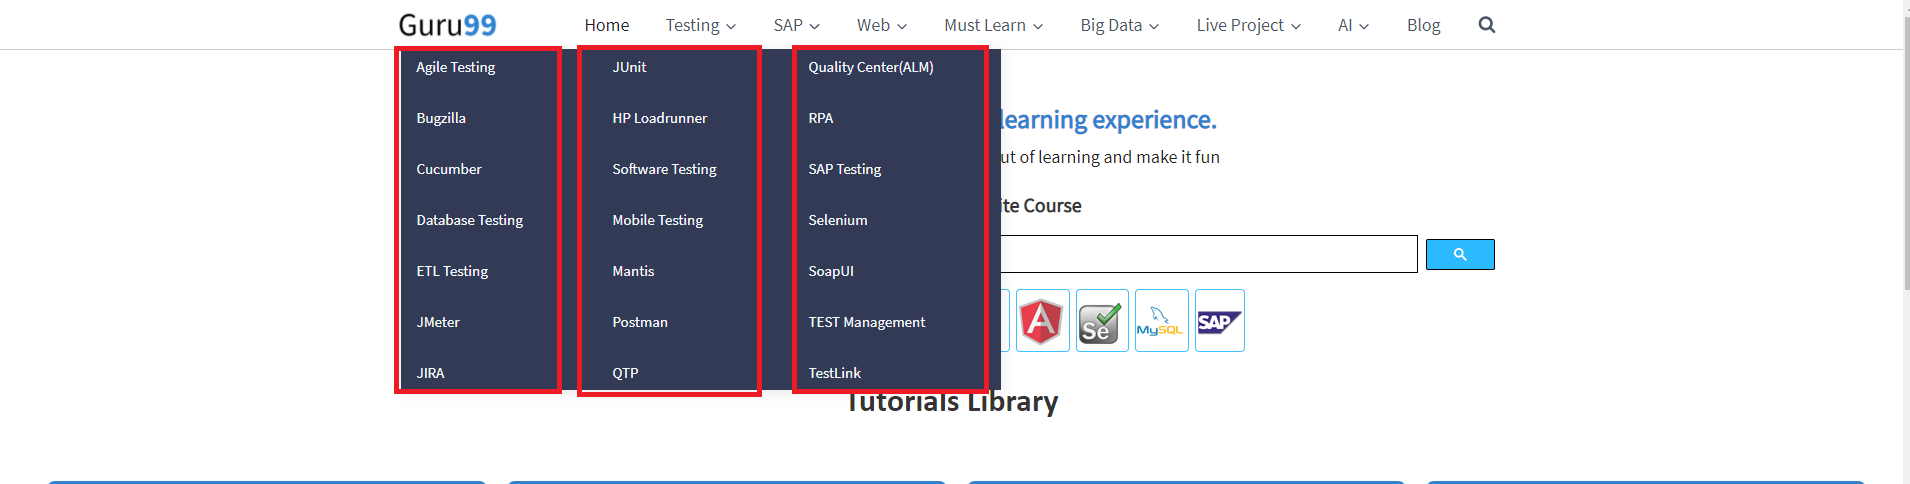 Guru99 Home Testing SAP Web Must Learn Big Data Live Project AI Blog
Agile Testing
Bugzilla
Cucumber
Database Testing
ETL Testing
JMeter
JIRA
JUnit
HP Loadrunner
Software Testing
Mobile Testing
Mantis
Postman
QTP
Quality Center(ALM)
RPA
SAP Testing
Selenium
SoapUI
TEST Management
TestLink
learning experience.
ut of learning and make it fun
ite Course
Se
MySQL
SAP
Tutorials Library